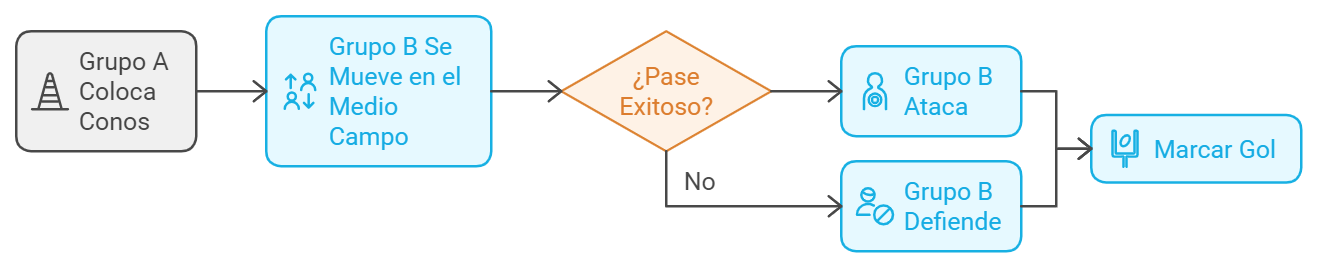 Grupo A
Coloca
Conos
Grupo B Se
Mueve en el
Medio
Campo
¿Pase
Exitoso?
No
Grupo B
Ataca
Grupo B
Defiende
Marcar Gol